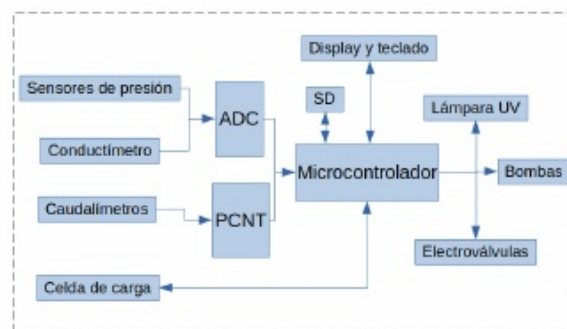 Display y teclado
Sensores de presión
SD
Lámpara UV
ADC
Conductímetro
Microcontrolador
Bombas
Caudalímetros
PCNT
Electroválvulas
Celda de carga